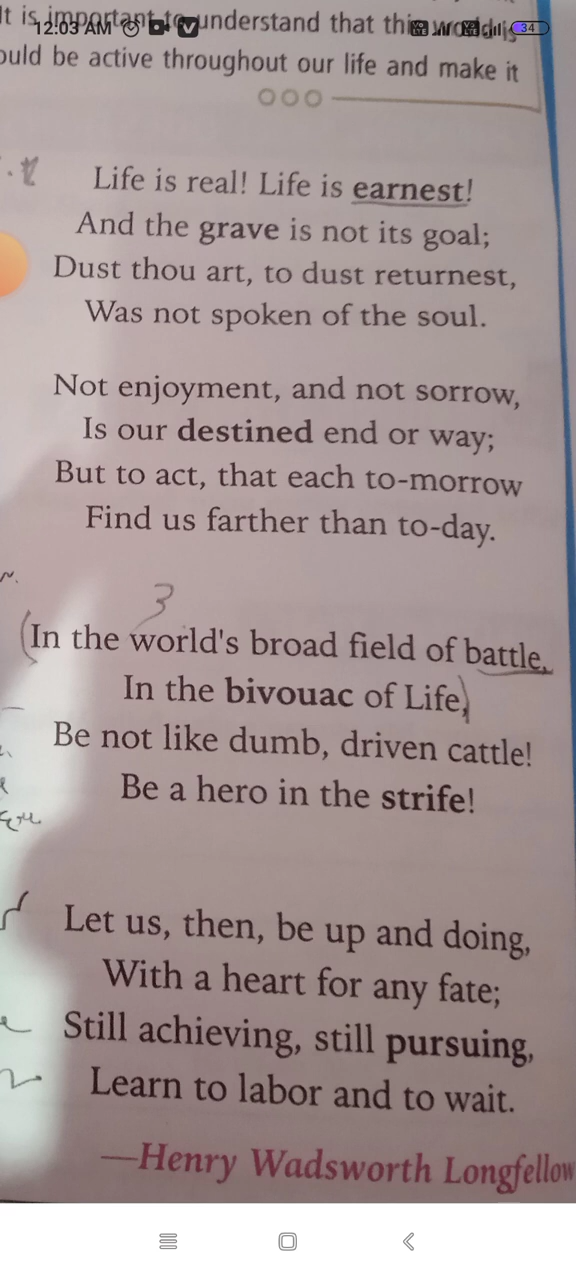 It is important to understand that this world is
12:03 AM 34
ould be active throughout our life and make it
Life is real! Life is earnest!
And the grave is not its goal;
Dust thou art, to dust returnest,
Was not spoken of the soul.
Not enjoyment, and not sorrow,
Is our destined end or way;
But to act, that each to-morrow
Find us farther than to-day.
3
(In the world's broad field of battle,
In the bivouac of Life,)
Be not like dumb, driven cattle!
Be a hero in the strife!
Let us, then, be up and doing,
With a heart for any fate;
Still achieving, still pursuing,
Learn to labor and to wait.
—Henry Wadsworth Longfellow